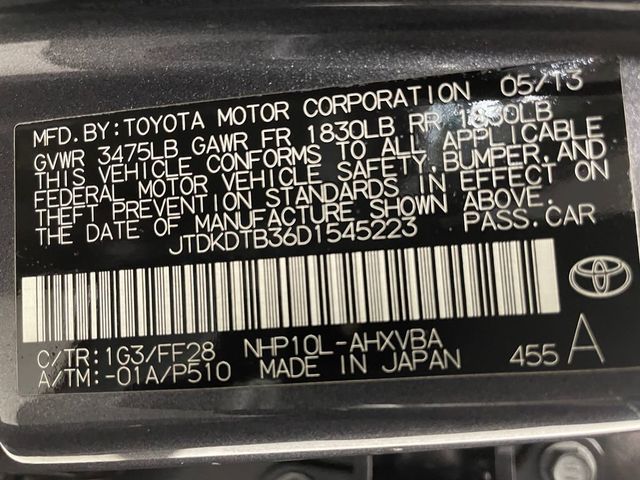 MFD.BY:TOYOTA MOTOR CORPORATION 05/13
GVWR 3475LB GAWR FR 1830LB RR 1830LB
THIS VEHICLE CONFORMS TO ALL APPLICABLE
FEDERAL MOTOR VEHICLE SAFETY.BUMPER.AND
THEFT PREVENTION STANDARDS IN EFFECT ON
THE DATE OF MANUFACTURE SHOWN ABOVE.
JTDKDTB36D1545223 PASS.CAR
C/TR:1G3/FF28 NHP10L-AHXVBA
A/TM:-01A/P510 MADE IN JAPAN 455 A